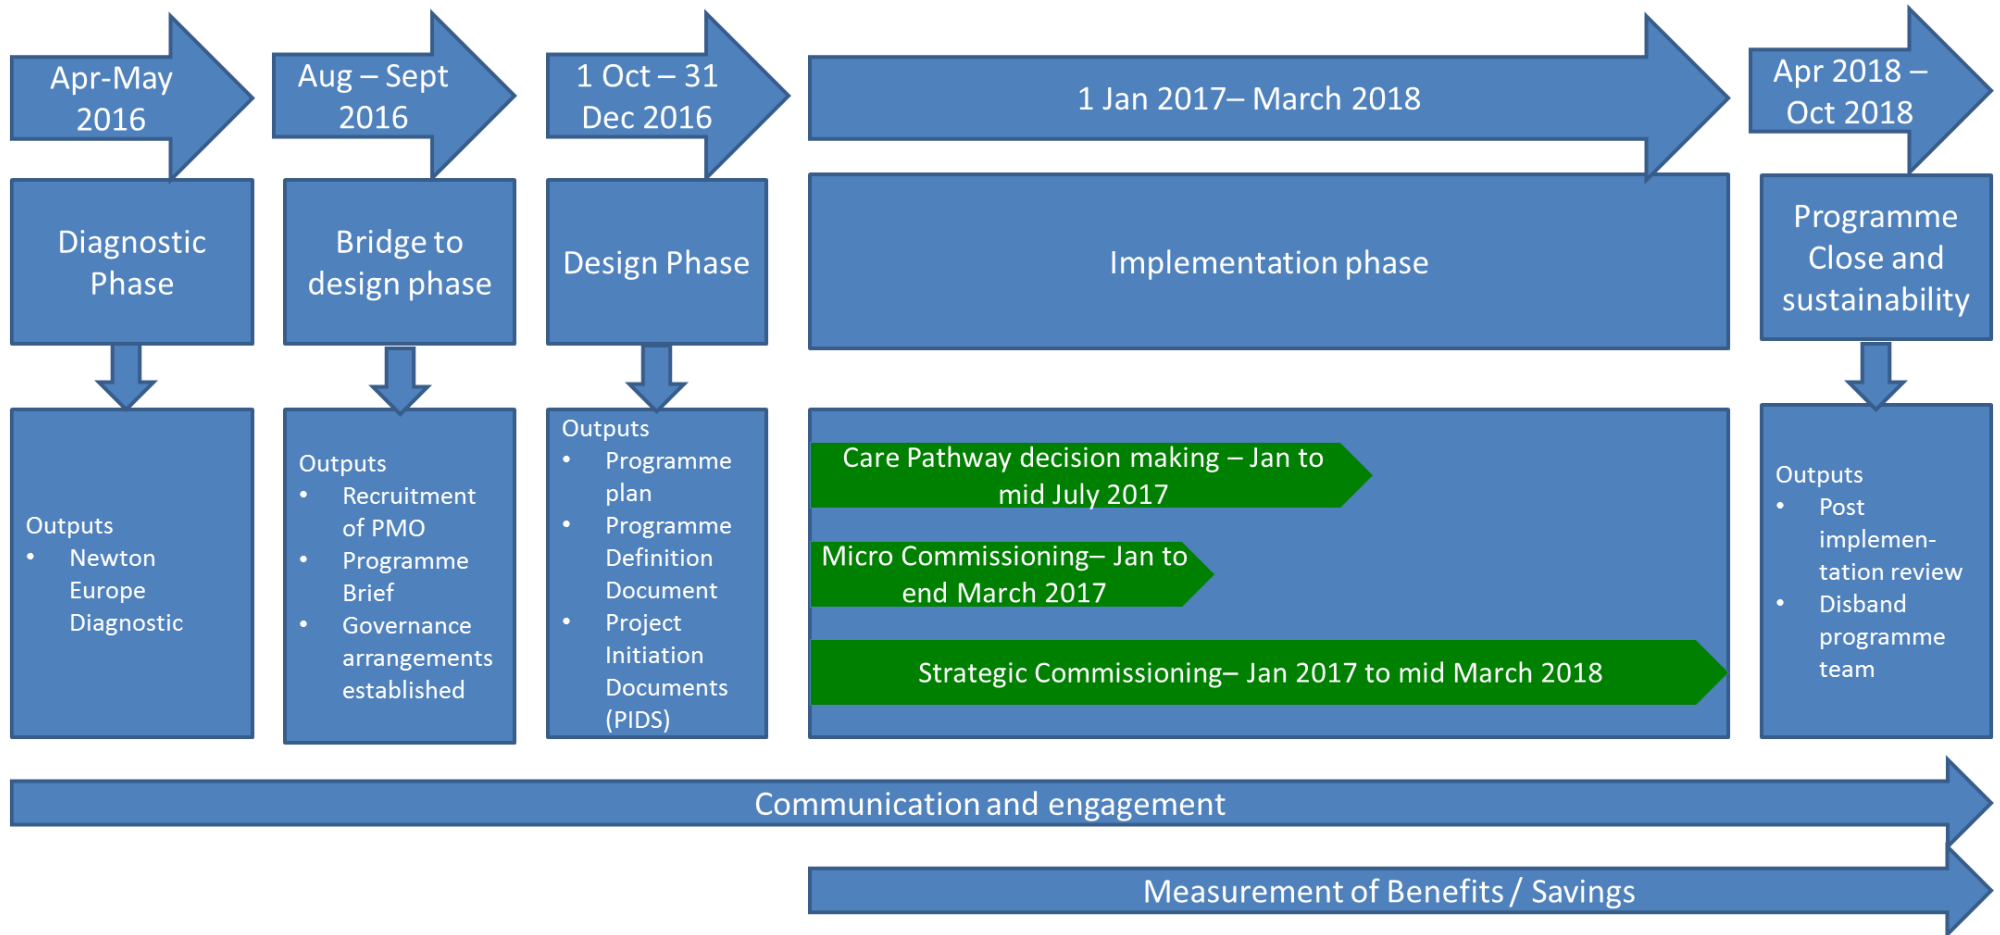 Apr-May
2016
Aug – Sept
2016
1 Oct – 31
Dec 2016
1 Jan 2017– March 2018
Apr 2018 –
Oct 2018
Diagnostic
Phase
Bridge to
design phase
Design Phase
Implementation phase
Programme
Close and
sustainability
Outputs
• Newton
Europe
Diagnostic
Outputs
• Recruitment
of PMO
• Programme
Brief
• Governance
arrangements
established
Outputs
• Programme
plan
• Programme
Definition
Document
• Project
Initiation
Documents
(PIDS)
Care Pathway decision making – Jan to
mid July 2017
Micro Commissioning– Jan to
end March 2017
Strategic Commissioning– Jan 2017 to mid March 2018
Outputs
• Post
implemen-
tation review
• Disband
programme
team
Communication and engagement
Measurement of Benefits / Savings